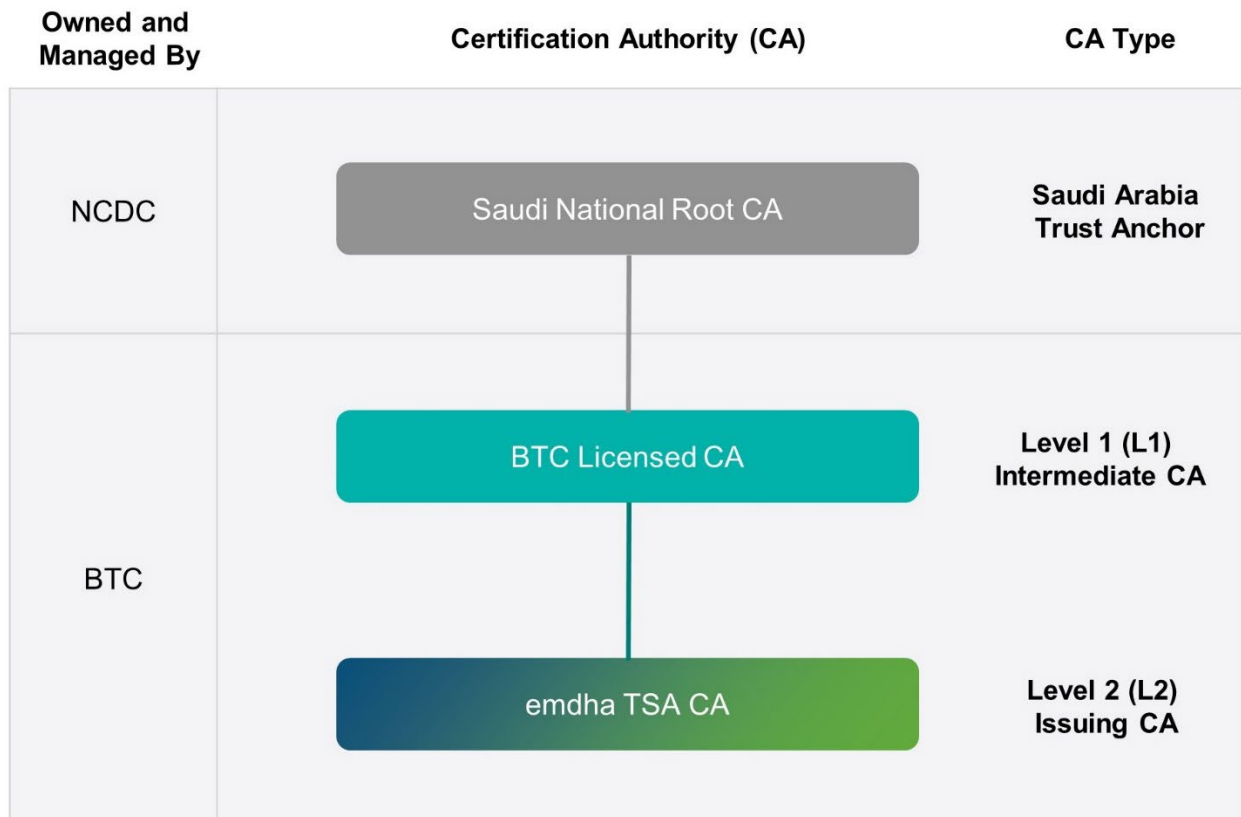 Owned and
Managed By
Certification Authority (CA)
CA Type
NCDC
Saudi National Root CA
Saudi Arabia
Trust Anchor
BTC
BTC Licensed CA
Level 1 (L1)
Intermediate CA
emdha TSA CA
Level 2 (L2)
Issuing CA